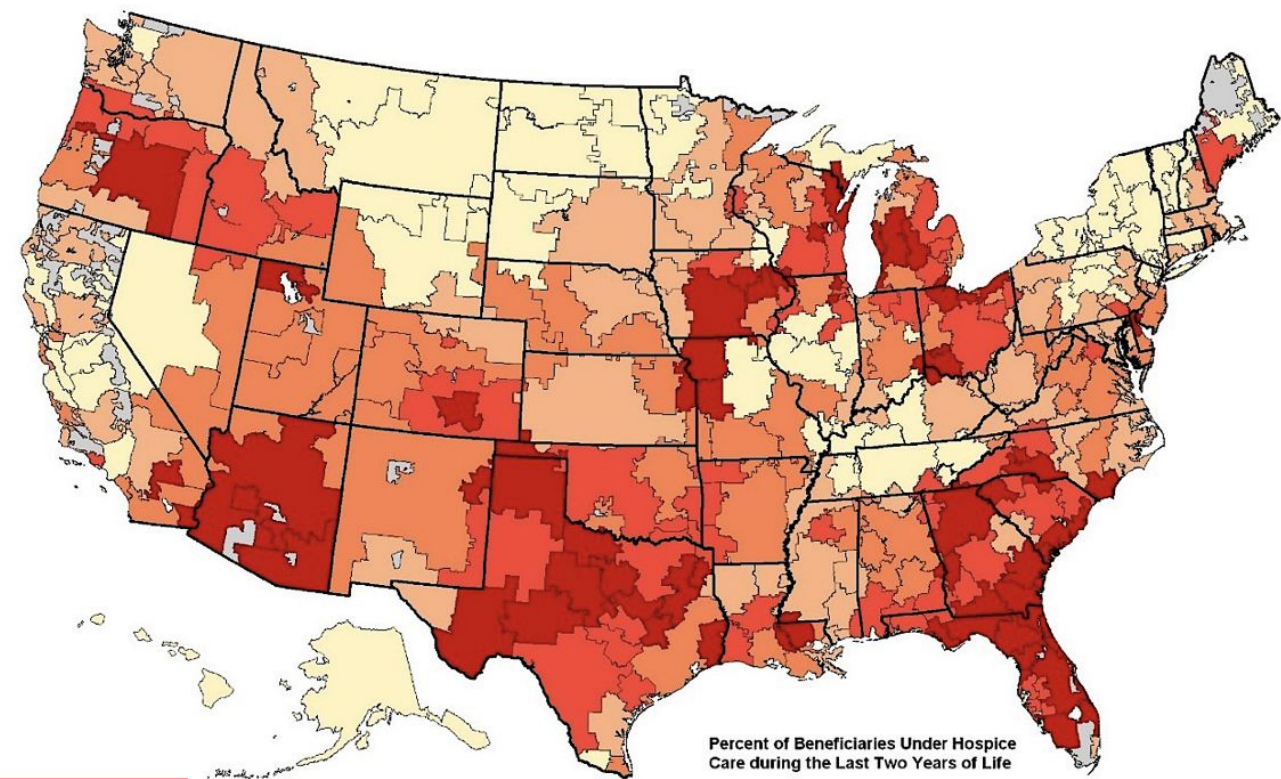 Percent of Beneficiaries Under Hospice
Care during the Last Two Years of Life